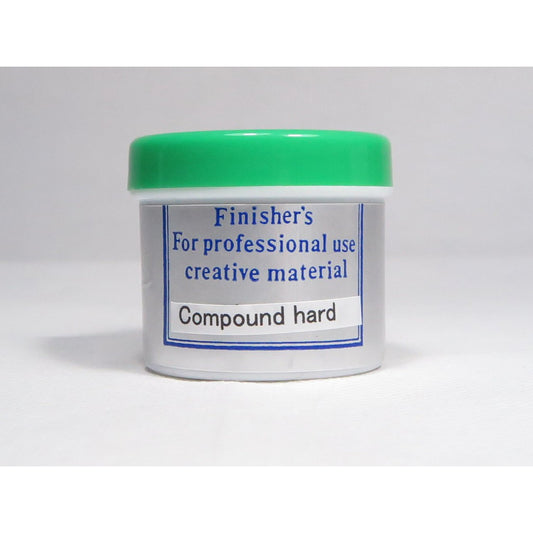 Finisher's
For professional use
creative material
Compound hard